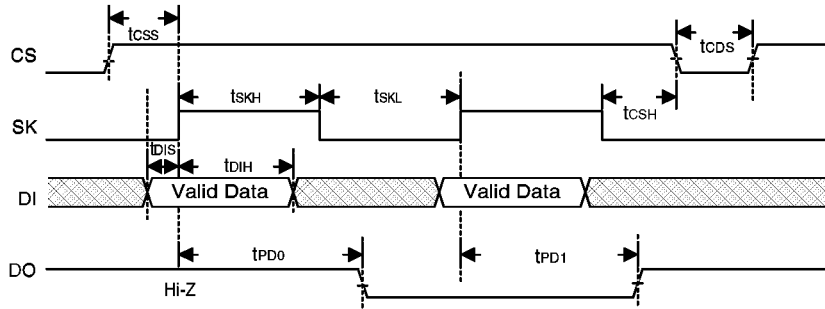 tCSS
tCDS
CS
tSKH
tSKL
tCSH
SK
tDIS
tDIH
DI
Valid Data
Valid Data
tPD0
tPD1
DO
Hi-Z